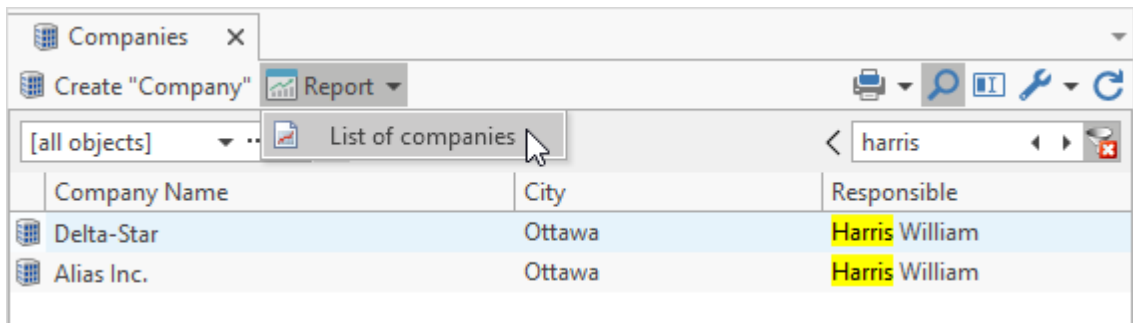 Companies
Create "Company" Report
List of companies
[all objects] harris
Company Name City Responsible
Delta-Star Ottawa Harris William
Alias Inc. Ottawa Harris William